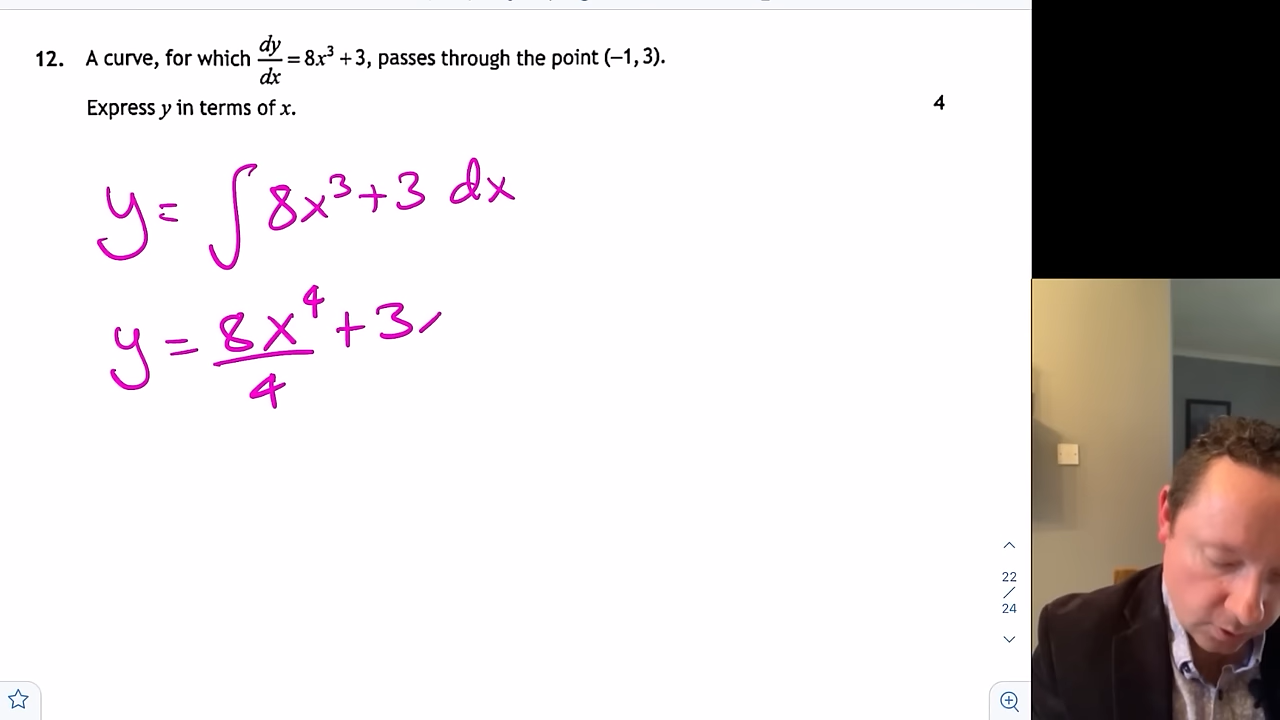 12. A curve, for which dy/dx = 8x³ + 3, passes through the point (−1, 3).
Express y in terms of x.
4
y = ∫ 8x³ + 3 dx
y = 8x⁴/4 + 3
22
/
24